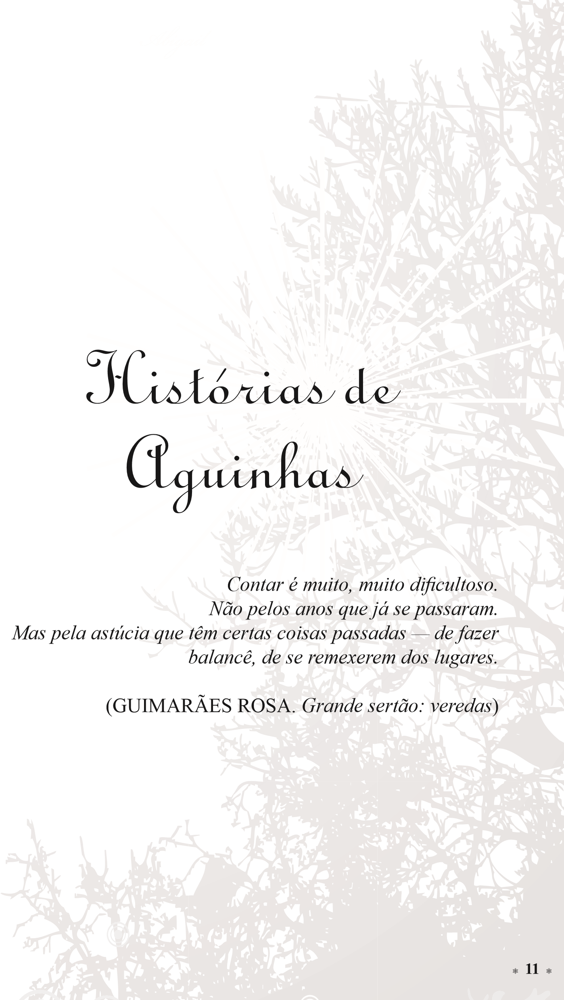 Histórias de
Aguinhas
Contar é muito, muito dificultoso.
Não pelos anos que já se passaram.
Mas pela astúcia que têm certas coisas passadas — de fazer
balancê, de se remexerem dos lugares.
(GUIMARÃES ROSA. Grande sertão: veredas)
11